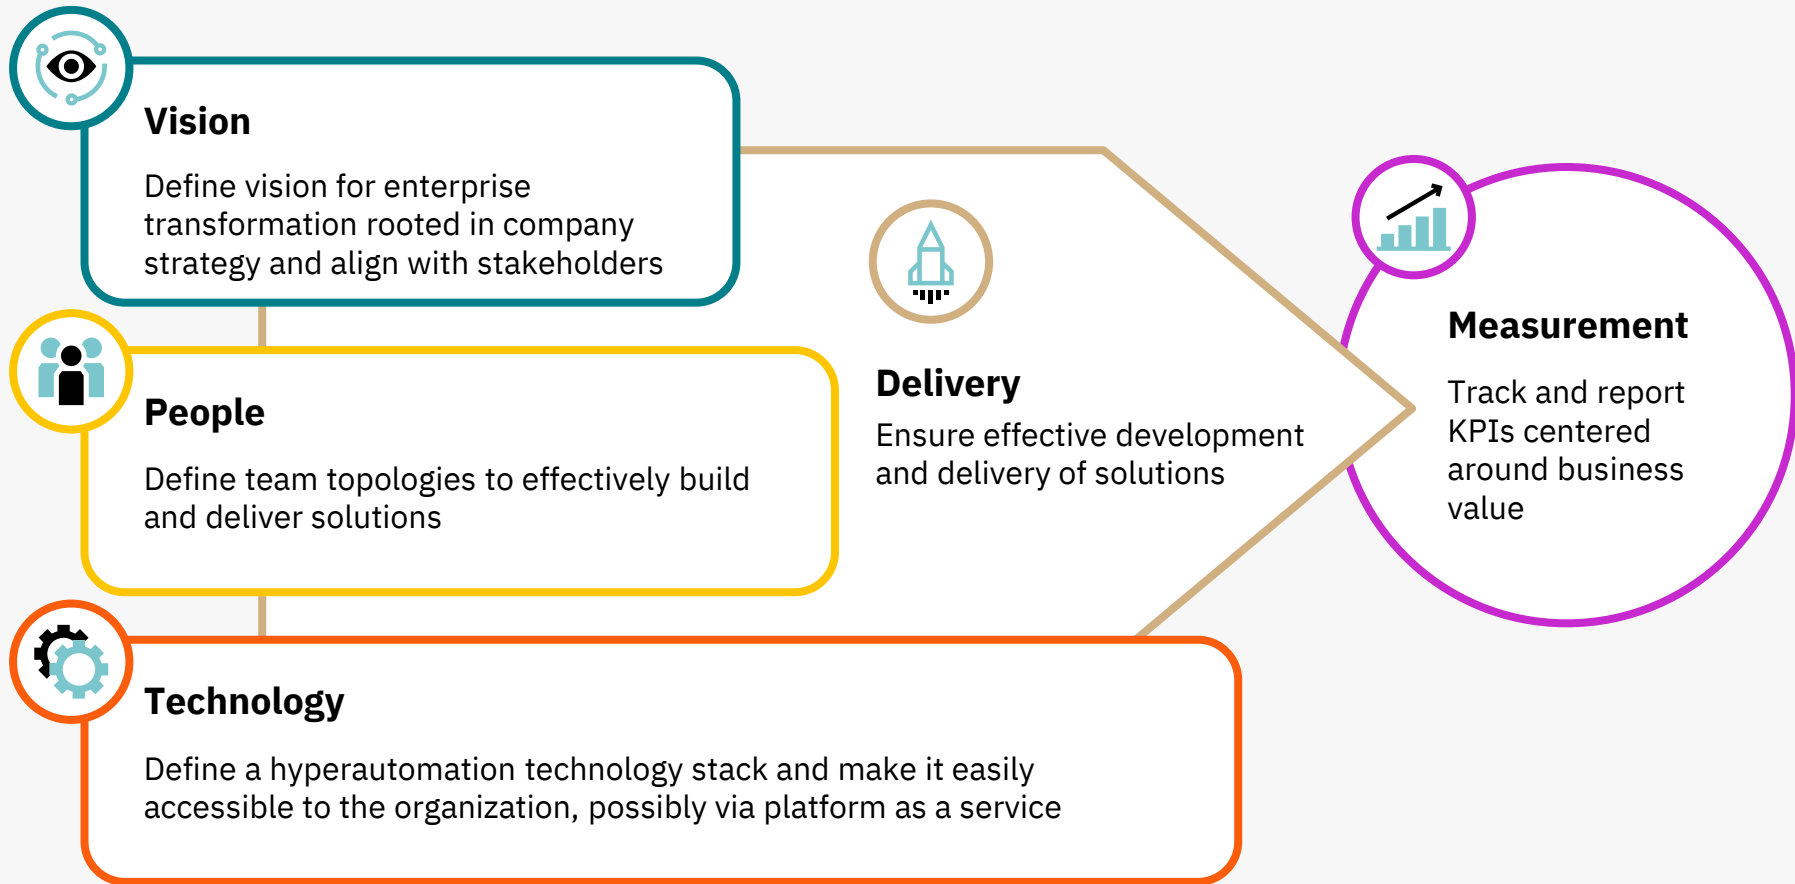 Vision
Define vision for enterprise
transformation rooted in company
strategy and align with stakeholders
People
Define team topologies to effectively build
and deliver solutions
Technology
Define a hyperautomation technology stack and make it easily
accessible to the organization, possibly via platform as a service
Delivery
Ensure effective development
and delivery of solutions
Measurement
Track and report
KPIs centered
around business
value